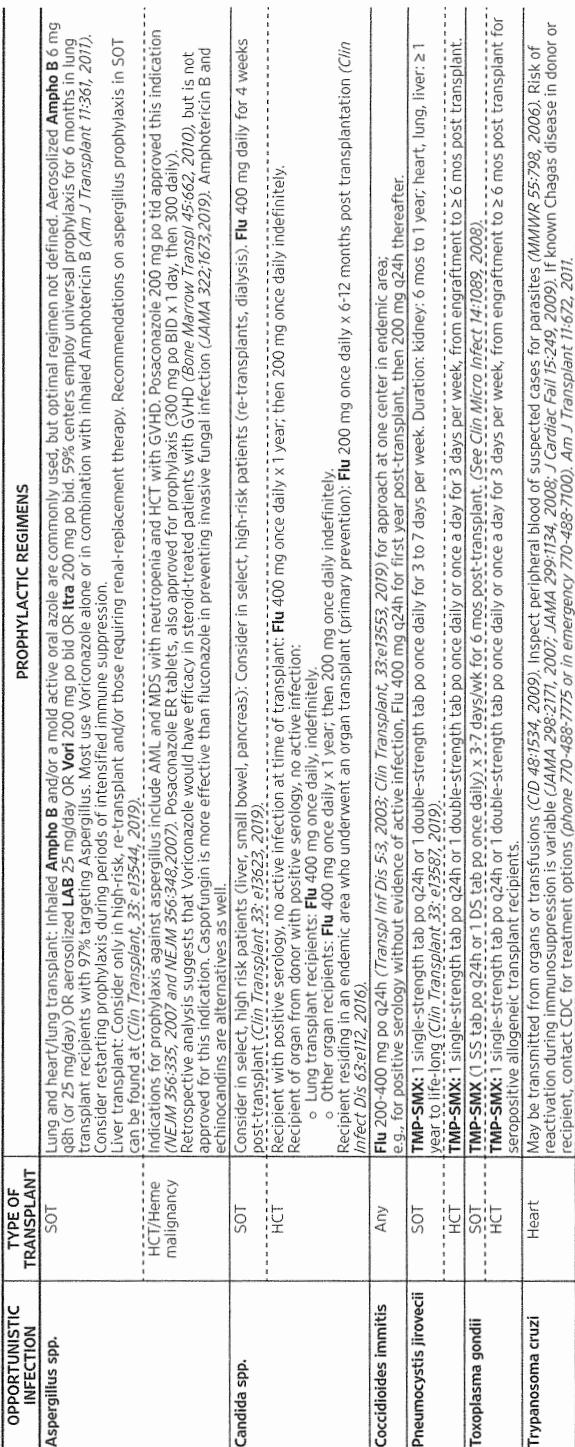 OPPORTUNISTIC
INFECTION
TYPE OF
TRANSPLANT
PROPHYLACTIC REGIMENS
Aspergillus spp.
SOT
Lung and heart/lung transplant: Inhaled Ampho B and/or a mold active oral azole are commonly used, but optimal regimen not defined. Aerosolized Ampho B 6 mg
q8h (or 25 mg/day) OR aerosolized LAB 25 mg/day OR Vori 200 mg po bid OR Itra 200 mg po bid. 59% centers employ universal prophylaxis for 6 months in lung
transplant recipients with 97% targeting Aspergillus. Most use Voriconazole alone or in combination with inhaled Amphotericin B (Am J Transplant 11:361, 2011).
Consider restarting prophylaxis during periods of intensified immune suppression.
Liver transplant: Consider only in high-risk, re-transplant and/or those requiring renal-replacement therapy. Recommendations on aspergillus prophylaxis in SOT
can be found at (Clin Transplant, 33: e13544, 2019).
HCT/Heme
malignancy
Indications for prophylaxis against aspergillus include AML and MDS with neutropenia and HCT with GVHD. Posaconazole 200 mg po tid approved this indication
(NEJM 356:335, 2007 and NEJM 356:348,2007). Posaconazole ER tablets, also approved for prophylaxis (300 mg po BID x 1 day, then 300 daily).
Retrospective analysis suggests that Voriconazole would have efficacy in steroid-treated patients with GVHD (Bone Marrow Transpl 45:662, 2010), but is not
approved for this indication. Caspofungin is more effective than fluconazole in preventing invasive fungal infection (JAMA 322;1673,2019). Amphotericin B and
echinocandins are alternatives as well.
Candida spp.
SOT
Consider in select, high risk patients (liver, small bowel, pancreas): Consider in select, high-risk patients (re-transplants, dialysis). Flu 400 mg daily for 4 weeks
post-transplant (Clin Transplant 33; e13623, 2019).
HCT
Recipient with positive serology, no active infection at time of transplant: Flu 400 mg once daily x 1 year; then 200 mg once daily indefinitely.
Recipient of organ from donor with positive serology, no active infection:
o Lung transplant recipients: Flu 400 mg once daily, indefinitely.
o Other organ recipients: Flu 400 mg once daily x 1 year; then 200 mg once daily indefinitely.
Recipient residing in an endemic area who underwent an organ transplant (primary prevention): Flu 200 mg once daily x 6-12 months post transplantation (Clin
Infect Dis 63:e112, 2016).
Coccidioides immitis
Any
Flu 200-400 mg po q24h (Transpl Inf Dis 5:3, 2003; Clin Transplant, 33:e13553, 2019) for approach at one center in endemic area;
e.g., for positive serology without evidence of active infection, Flu 400 mg q24h for first year post-transplant, then 200 mg q24h thereafter.
Pneumocystis jirovecii
SOT
TMP-SMX: 1 single-strength tab po q24h or 1 double-strength tab po once daily for 3 to 7 days per week. Duration: kidney: 6 mos to 1 year; heart, lung, liver: ≥ 1
year to life-long (Clin Transplant 33: e13587, 2019).
HCT
TMP-SMX: 1 single-strength tab po q24h or 1 double-strength tab po once daily or once a day for 3 days per week, from engraftment to ≥ 6 mos post transplant.
Toxoplasma gondii
SOT
TMP-SMX (1 SS tab po q24h or 1 DS tab po once daily) x 3-7 days/wk for 6 mos post-transplant. (See Clin Micro Infect 14:1089, 2008).
HCT
TMP-SMX: 1 single-strength tab po q24h or 1 double-strength tab po once daily or once a day for 3 days per week, from engraftment to ≥ 6 mos post transplant for
seropositive allogeneic transplant recipients.
Trypanosoma cruzi
Heart
May be transmitted from organs or transfusions (CID 48:1534, 2009). Inspect peripheral blood of suspected cases for parasites (MMWR 55:798, 2006). Risk of
reactivation during immunosuppression is variable (JAMA 298:2171, 2007; JAMA 299:1134, 2008; J Cardiac Fail 15:249, 2009). If known Chagas disease in donor or
recipient, contact CDC for treatment options (phone 770-488-7775 or in emergency 770-488-7100). Am J Transplant 11:672, 2011.